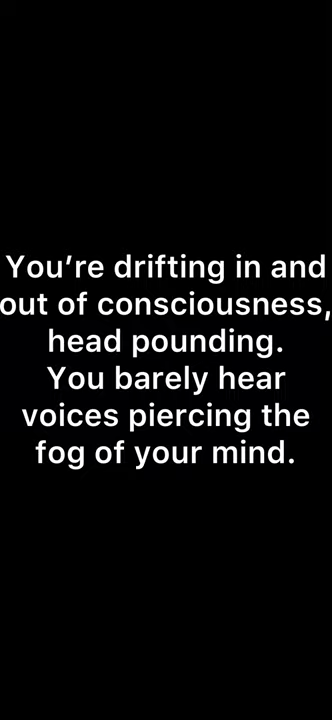 You’re drifting in and
out of consciousness,
head pounding.
You barely hear
voices piercing the
fog of your mind.